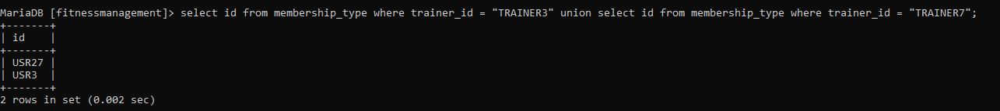 MariaDB [fitnessmanagement]> select id from membership_type where trainer_id = "TRAINER3" union select id from membership_type where trainer_id = "TRAINER7";
+-------+
| id    |
+-------+
| USR27 |
| USR3  |
+-------+
2 rows in set (0.002 sec)